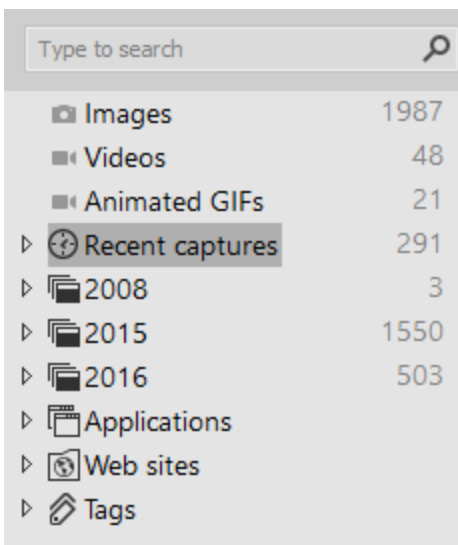 Type to search
Images 1987
Videos 48
Animated GIFs 21
Recent captures 291
2008 3
2015 1550
2016 503
Applications
Web sites
Tags